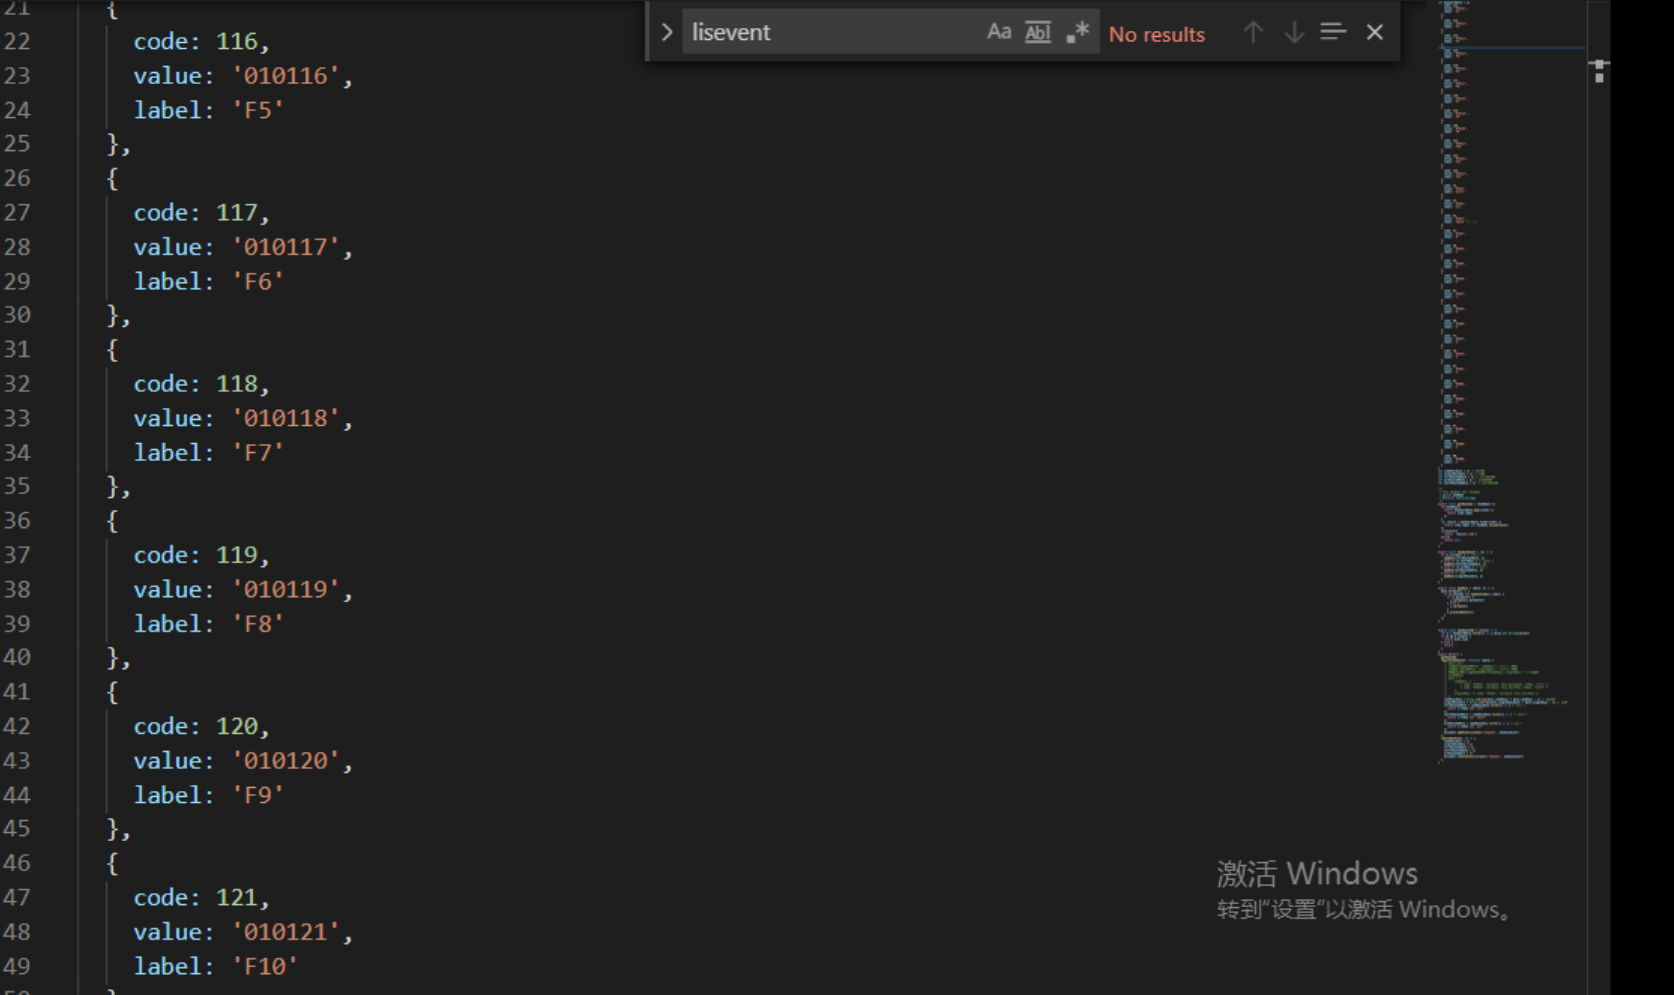 lisevent Aa Abl .* No results
21 {
22 code: 116,
23 value: '010116',
24 label: 'F5'
25 },
26 {
27 code: 117,
28 value: '010117',
29 label: 'F6'
30 },
31 {
32 code: 118,
33 value: '010118',
34 label: 'F7'
35 },
36 {
37 code: 119,
38 value: '010119',
39 label: 'F8'
40 },
41 {
42 code: 120,
43 value: '010120',
44 label: 'F9'
45 },
46 {
47 code: 121,
48 value: '010121',
49 label: 'F10'
激活 Windows
转到“设置”以激活 Windows。